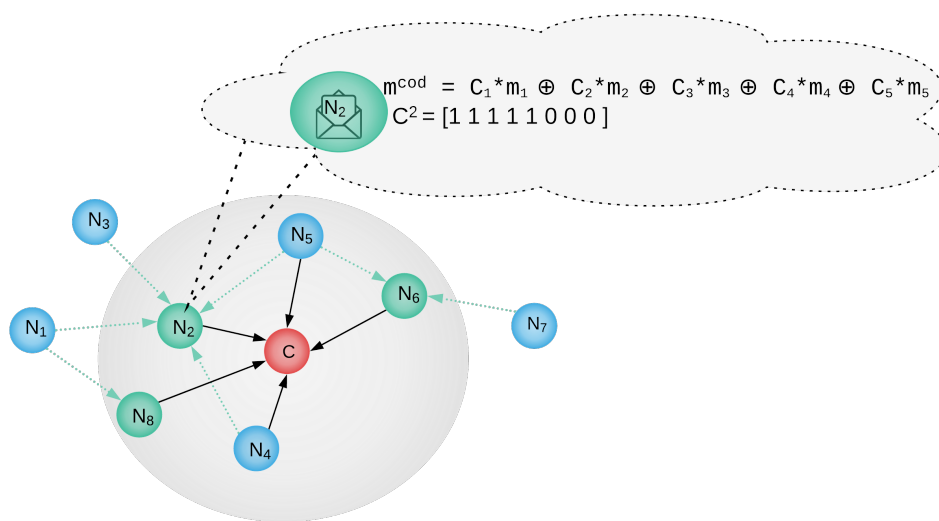 N₂
mᶜᵒᵈ = C₁*m₁ ⊕ C₂*m₂ ⊕ C₃*m₃ ⊕ C₄*m₄ ⊕ C₅*m₅
C² = [1 1 1 1 1 0 0 0 ]
N₃
N₅
N₆
N₁
N₂
N₇
C
N₈
N₄